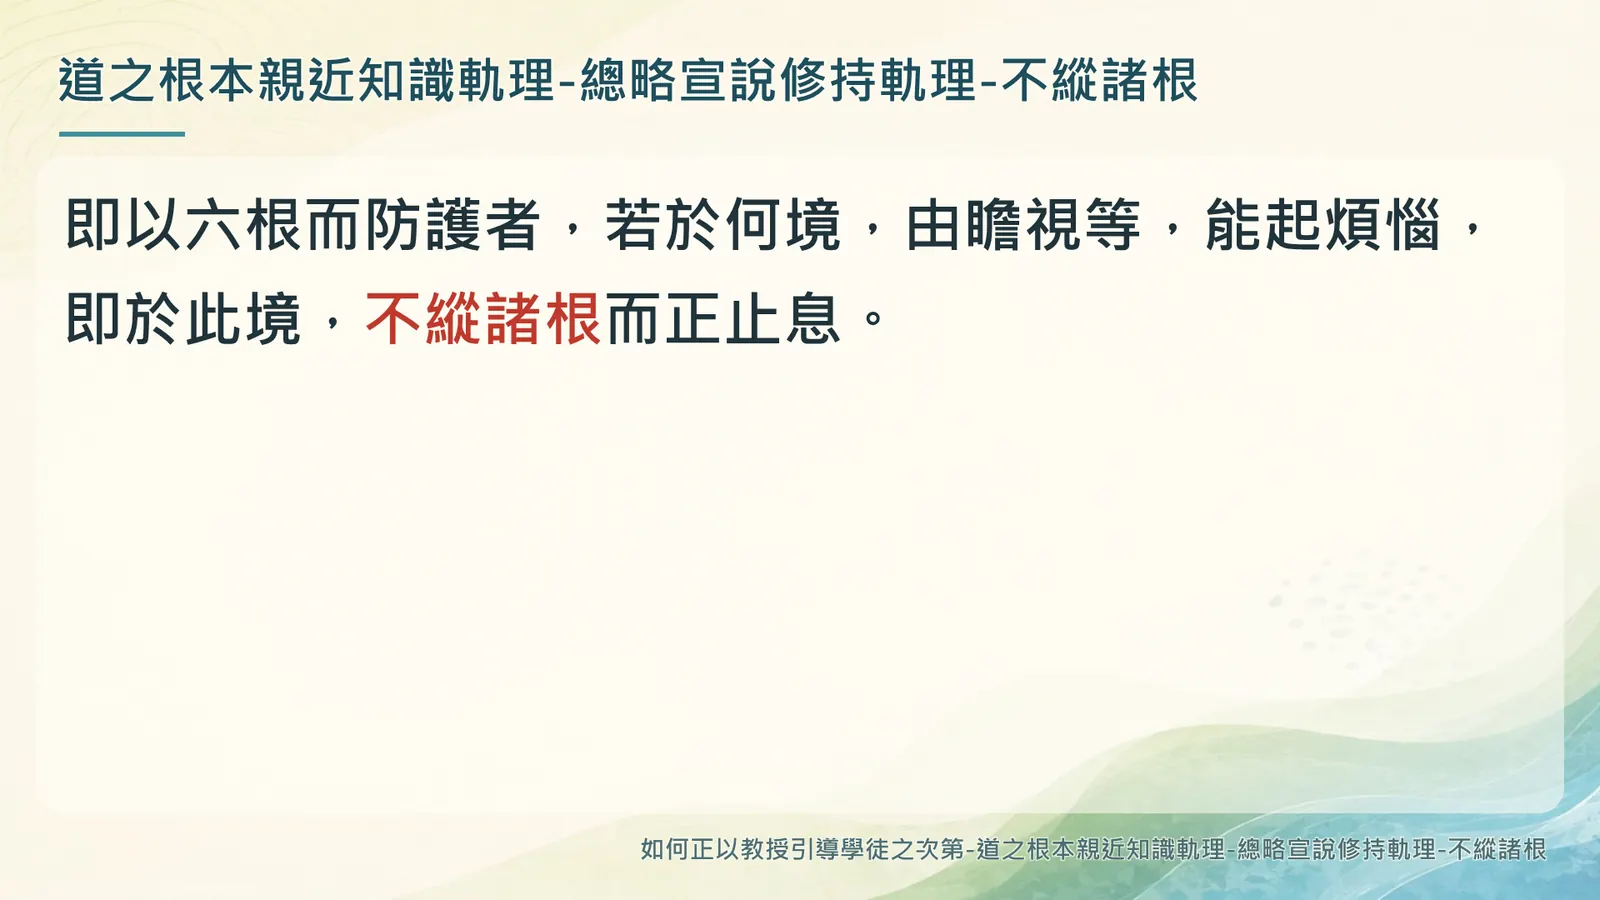 道之根本親近知識軌理-總略宣說修持軌理-不縱諸根
即以六根而防護者，若於何境，由瞻視等，能起煩惱，
即於此境，不縱諸根而正止息。
如何正以教授引導學徒之次第-道之根本親近知識軌理-總略宣說修持軌理-不縱諸根